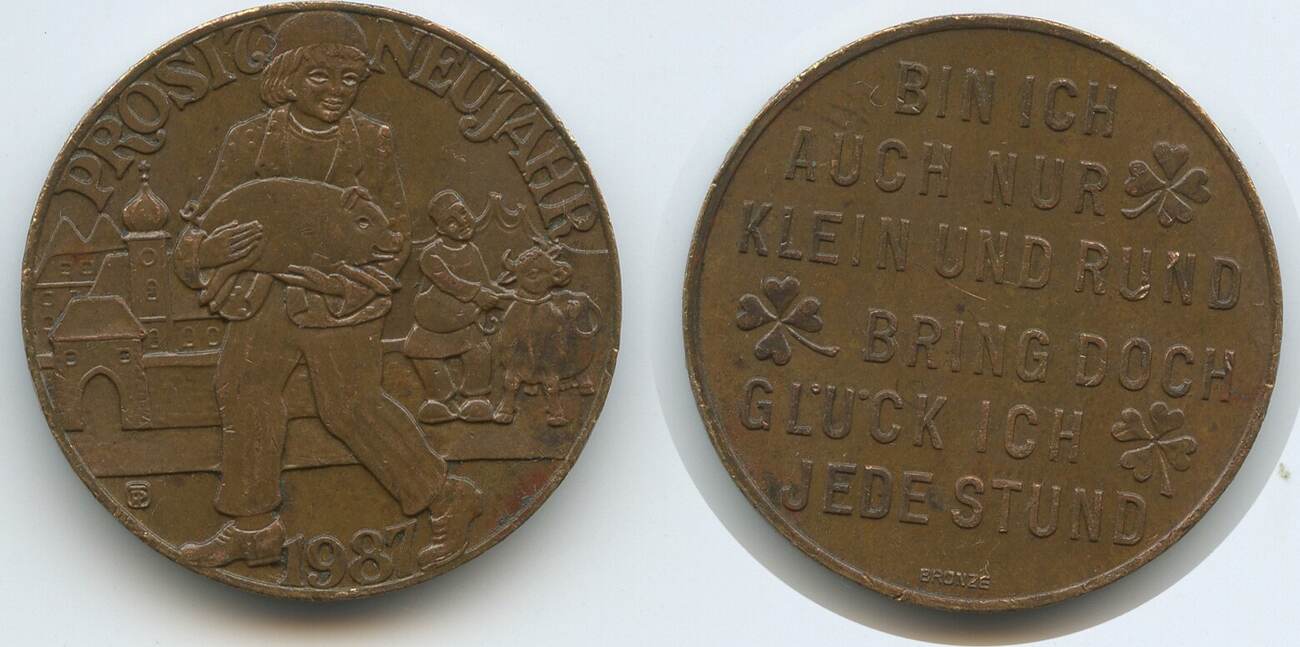 PROSIT NEUJAHR
1987
BIN ICH
AUCH NUR
KLEIN UND RUND
BRING DOCH
GLÜCK ICH
JEDE STUND
BRONZE